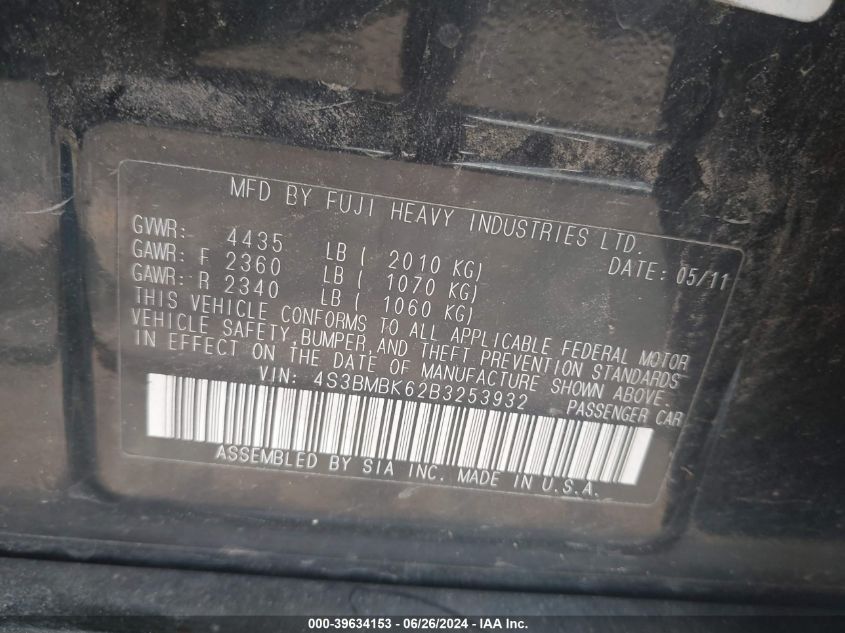 MFD BY FUJI HEAVY INDUSTRIES LTD.
GVWR: 4435 LB ( 2010 KG) DATE: 05/11
GAWR: F 2360 LB ( 1070 KG)
GAWR: R 2340 LB ( 1060 KG)
THIS VEHICLE CONFORMS TO ALL APPLICABLE FEDERAL MOTOR
VEHICLE SAFETY, BUMPER, AND THEFT PREVENTION STANDARDS
IN EFFECT ON THE DATE OF MANUFACTURE SHOWN ABOVE.
VIN: 4S3BMBK62B3253932 PASSENGER CAR
ASSEMBLED BY SIA INC. MADE IN U.S.A.
000-39634153 - 06/26/2024 - IAA Inc.